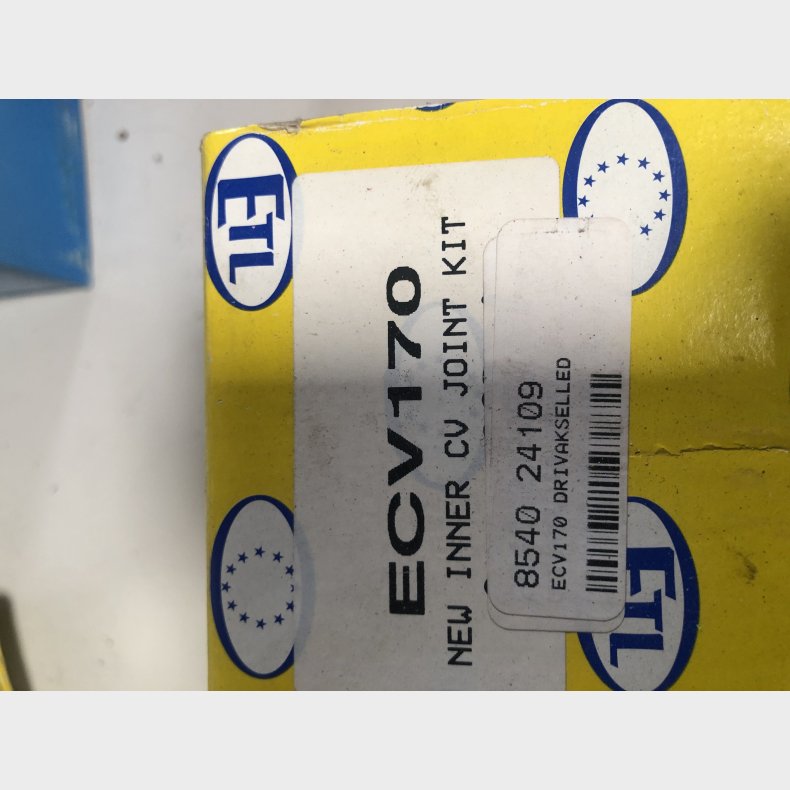 ETL
ECV170
NEW INNER CV JOINT KIT
8540 24109
ECV170 DRIVAKSELLED
ETL